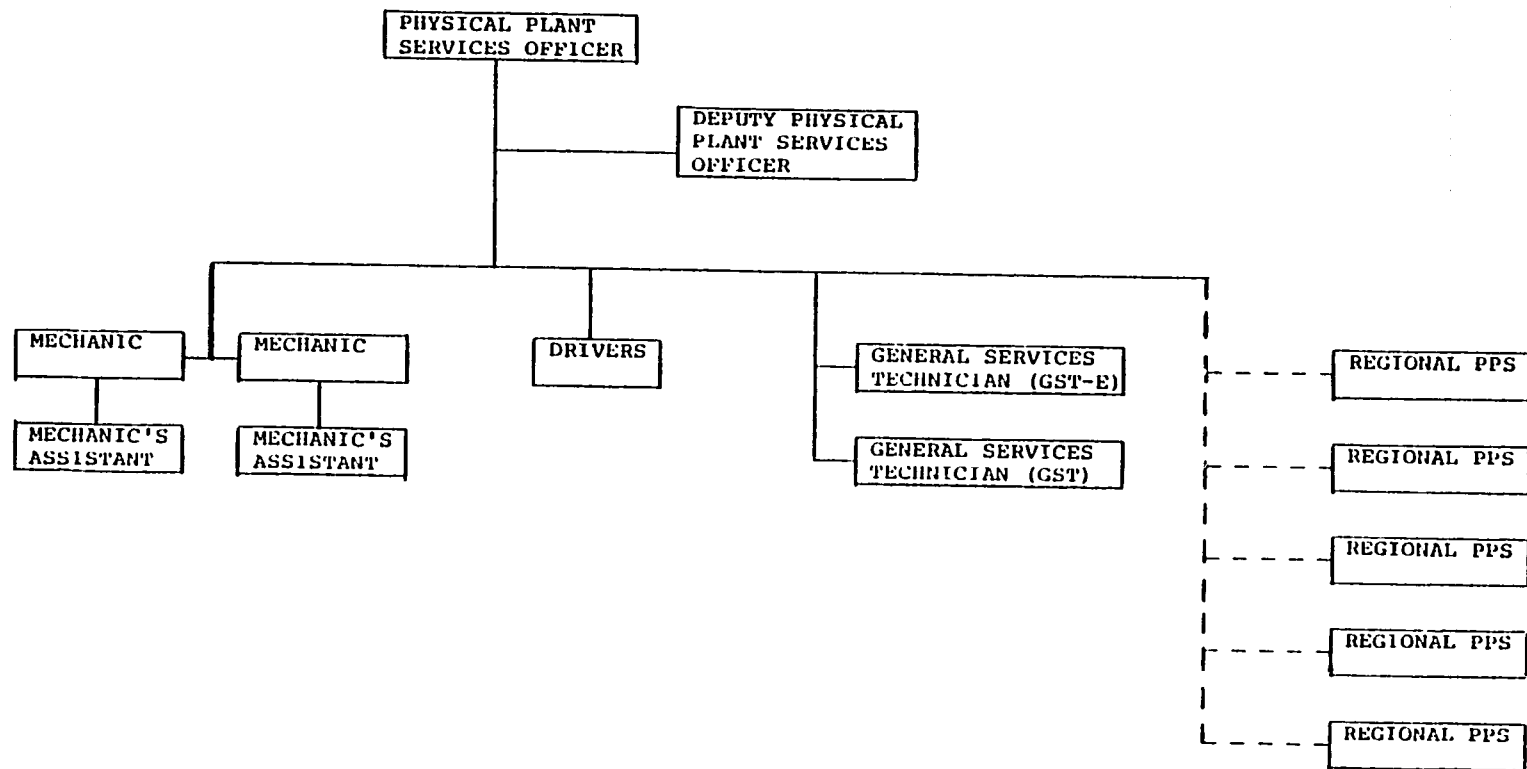 PHYSICAL PLANT
SERVICES OFFICER
DEPUTY PHYSICAL
PLANT SERVICES
OFFICER
MECHANIC
MECHANIC
DRIVERS
GENERAL SERVICES
TECHNICIAN (GST-E)
REGIONAL PPS
MECHANIC'S
ASSISTANT
MECHANIC'S
ASSISTANT
GENERAL SERVICES
TECHNICIAN (GST)
REGIONAL PPS
REGIONAL PPS
REGIONAL PPS
REGIONAL PPS